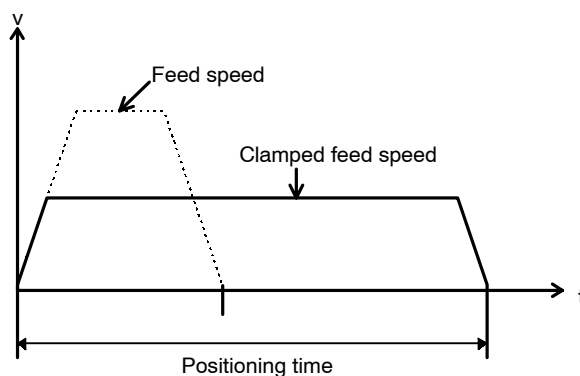 v
Feed speed
Clamped feed speed
t
Positioning time